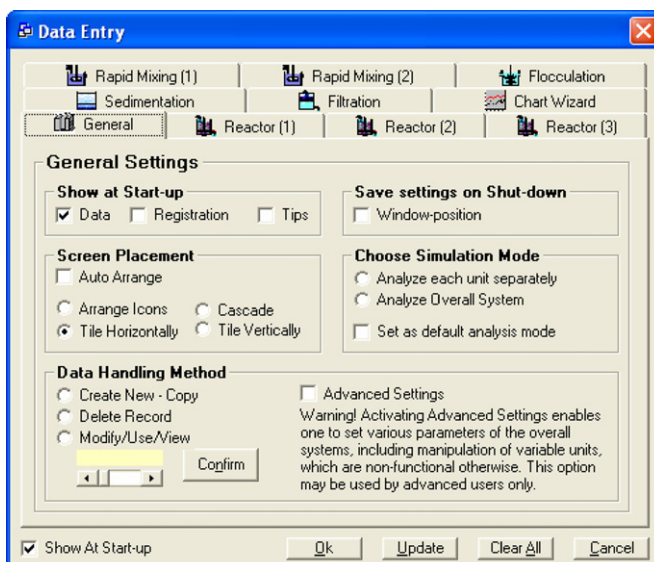 Data Entry
Rapid Mixing (1) Rapid Mixing (2) Flocculation
Sedimentation Filtration Chart Wizard
General Reactor (1) Reactor (2) Reactor (3)
General Settings
Show at Start-up
Data Registration Tips
Save settings on Shut-down
Window-position
Screen Placement
Auto Arrange
Arrange Icons Cascade
Tile Horizontally Tile Vertically
Choose Simulation Mode
Analyze each unit separately
Analyze Overall System
Set as default analysis mode
Data Handling Method
Create New - Copy
Delete Record
Modify/Use/View
Confirm
Advanced Settings
Warning! Activating Advanced Settings enables
one to set various parameters of the overall
systems, including manipulation of variable units,
which are non-functional otherwise. This option
may be used by advanced users only.
Show At Start-up Ok Update Clear All Cancel